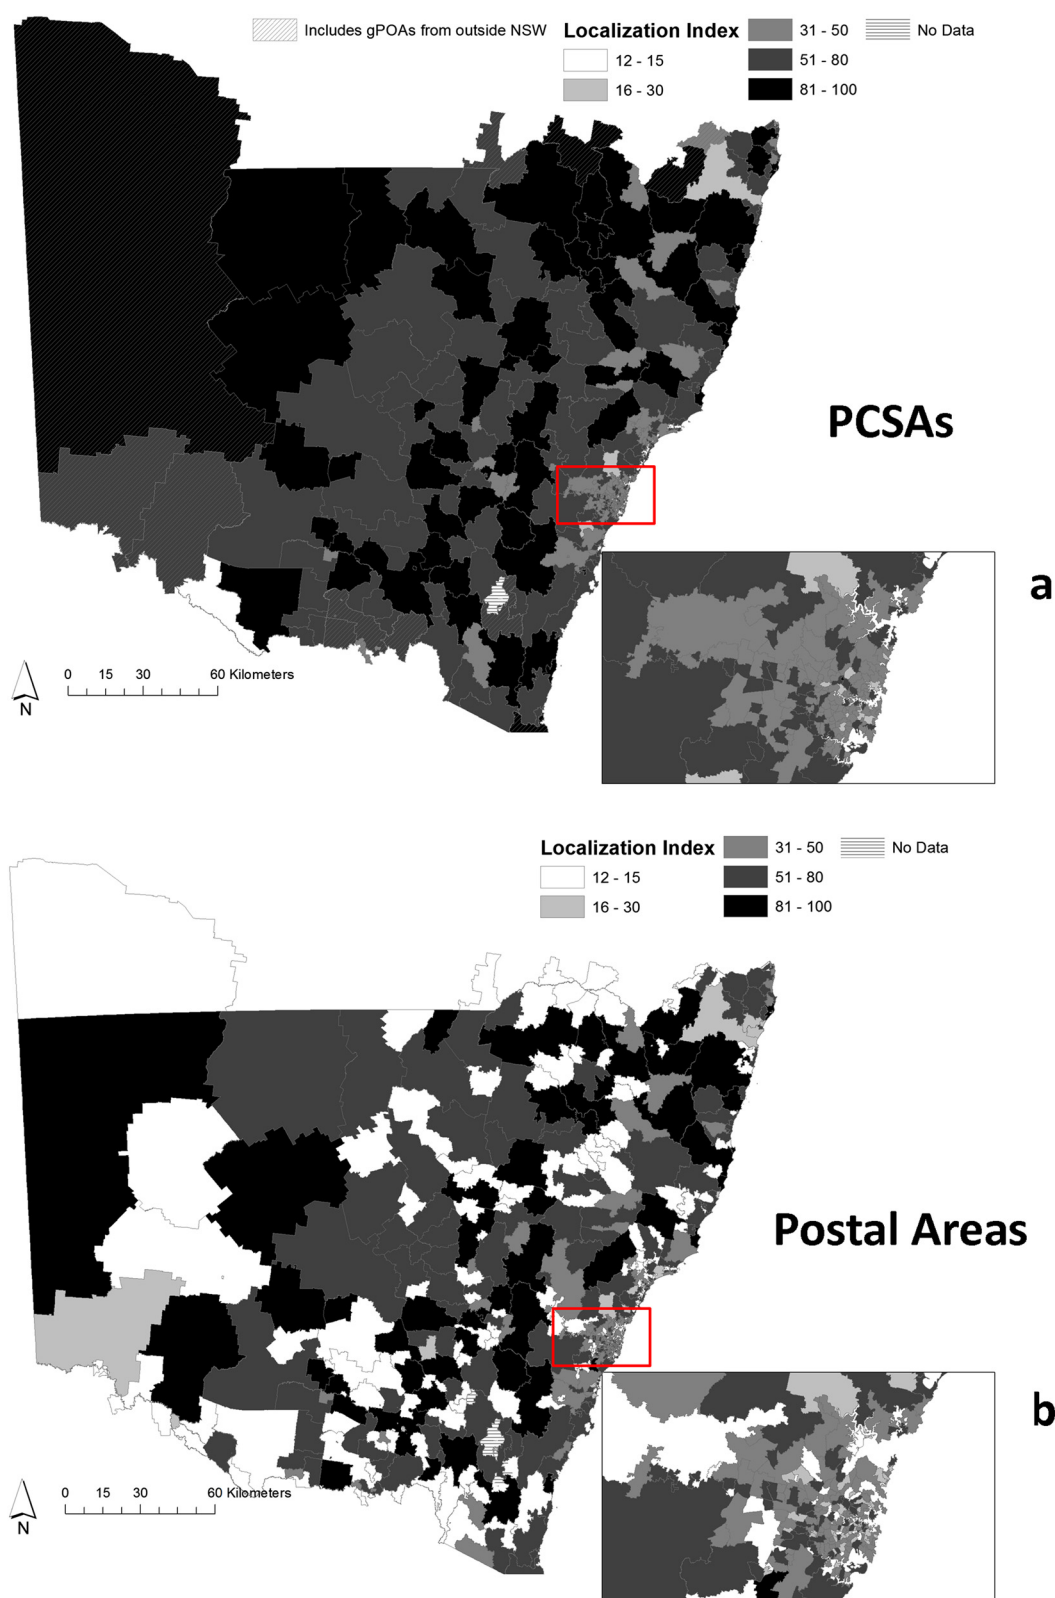 Includes gPOAs from outside NSW
Localization Index
12 - 15
16 - 30
31 - 50
51 - 80
81 - 100
No Data
PCSAs
a
0 15 30 60 Kilometers
N
Localization Index
12 - 15
16 - 30
31 - 50
51 - 80
81 - 100
No Data
Postal Areas
b
0 15 30 60 Kilometers
N